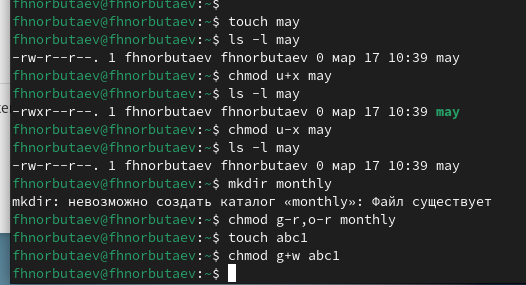 fhnorbutaev@fhnorbutaev:~$
fhnorbutaev@fhnorbutaev:~$ touch may
fhnorbutaev@fhnorbutaev:~$ ls -l may
-rw-r--r--. 1 fhnorbutaev fhnorbutaev 0 мар 17 10:39 may
fhnorbutaev@fhnorbutaev:~$ chmod u+x may
fhnorbutaev@fhnorbutaev:~$ ls -l may
-rwxr--r--. 1 fhnorbutaev fhnorbutaev 0 мар 17 10:39 may
fhnorbutaev@fhnorbutaev:~$ chmod u-x may
fhnorbutaev@fhnorbutaev:~$ ls -l may
-rw-r--r--. 1 fhnorbutaev fhnorbutaev 0 мар 17 10:39 may
fhnorbutaev@fhnorbutaev:~$ mkdir monthly
mkdir: невозможно создать каталог «monthly»: Файл существует
fhnorbutaev@fhnorbutaev:~$ chmod g-r,o-r monthly
fhnorbutaev@fhnorbutaev:~$ touch abc1
fhnorbutaev@fhnorbutaev:~$ chmod g+w abc1
fhnorbutaev@fhnorbutaev:~$